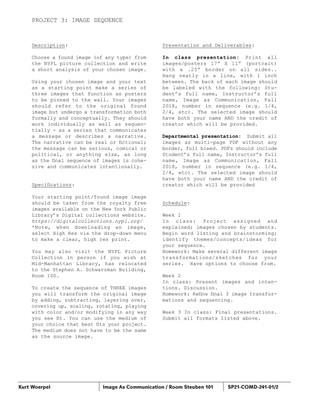 PROJECT 3: IMAGE SEQUENCE
Description:
Choose a found image (of any type) from
the NYPL picture collection and write
a short analysis of your chosen image.
Using your chosen image and your text
as a starting point make a series of
three images that function as posters
to be pinned to the wall. Your images
should refer to the original found
image but undergo a transformation both
formally and conceptually. They should
work individually as well as sequen-
tially - as a series that communicates
a message or describes a narrative.
The narrative can be real or fictional;
the message can be serious, comical or
political, or anything else, as long
as the final sequence of images is cohe-
sive and communicates intentionally.
Specifications:
Your starting point/found image image
should be taken from the royalty free
images available on the New York Public
Library's Digital collections website.
https://digitalcollections.nypl.org/
*Note, when downloading an image,
select high res via the drop-down menu
to make a clear, high res print.
You may also visit the NYPL Picture
Collection in person if you wish at
Mid-Manhattan Library, has relocated
to the Stephen A. Schwarzman Building,
Room 100.
To create the sequence of THREE images
you will transform the original image
by adding, subtracting, layering over,
covering up, scaling, rotating, playing
with color and/or modifying in any way
you see fit. You can use the medium of
your choice that best fits your project.
The medium does not have to be the same
as the source image.
Presentation and Deliverables:
In class presentation: Print all
images/posters 17" X 11" (portrait)
with a .25" border on all sides..
Hang neatly in a line, with 1 inch
between. The back of each image should
be labeled with the following: Stu-
dent's full name, Instructor's full
name, Image as Communication, Fall
2018, number in sequence (e.g. 1/4,
2/4, etc). The selected image should
have both your name AND the credit of
creator which will be provided.
Departmental presentation: Submit all
images as multi-page PDF without any
border, full bleed. PDFs should include
Student's full name, Instructor's full
name, Image as Communication, Fall
2018, number in sequence (e.g. 1/4,
2/4, etc). The selected image should
have both your name AND the credit of
creator which will be provided
Schedule:
Week 1
In class: Project assigned and
explained; images chosen by students.
Begin word listing and brainstorming;
identify themes/concepts/ideas for
your sequence.
Homework: Make several different image
transformations/sketches for your
series. Have options to choose from.
Week 2
In class: Present images and inten-
tions. Discussion.
Homework: Refine final 3 image transfor-
mations and sequencing.
Week 3 In class: Final presentations.
Submit all formats listed above.
Kurt Woerpel
Image As Communication / Room Steuben 101
SP21-COMD-241-01/2